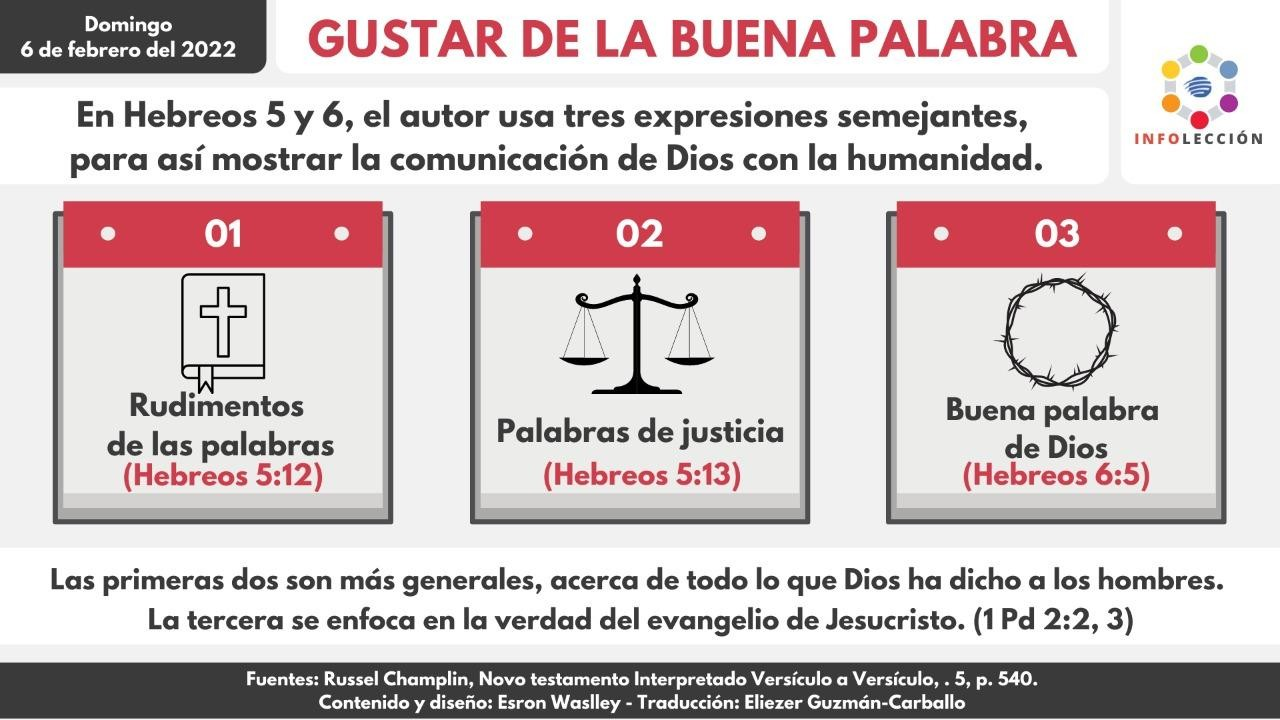 Domingo
6 de febrero del 2022
GUSTAR DE LA BUENA PALABRA
INFOLECCIÓN
En Hebreos 5 y 6, el autor usa tres expresiones semejantes,
para así mostrar la comunicación de Dios con la humanidad.
01
Rudimentos
de las palabras
(Hebreos 5:12)
02
Palabras de justicia
(Hebreos 5:13)
03
Buena palabra
de Dios
(Hebreos 6:5)
Las primeras dos son más generales, acerca de todo lo que Dios ha dicho a los hombres.
La tercera se enfoca en la verdad del evangelio de Jesucristo. (1 Pd 2:2, 3)
Fuentes: Russel Champlin, Novo testamento Interpretado Versículo a Versículo, . 5, p. 540.
Contenido y diseño: Esron Waslley - Traducción: Eliezer Guzmán-Carballo